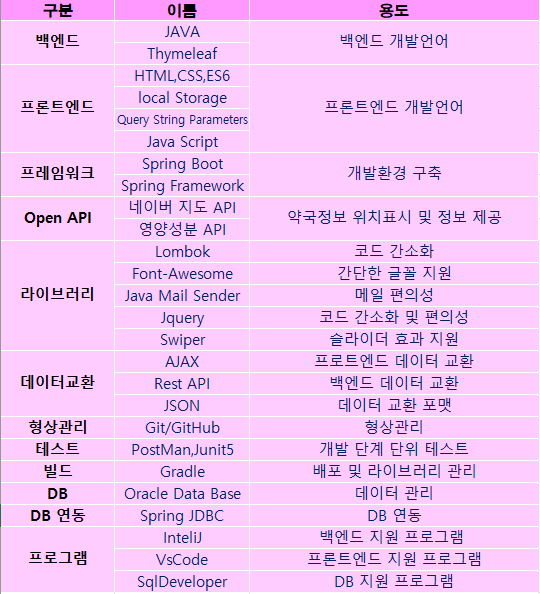 구분 이름 용도
백엔드 JAVA 백엔드 개발언어
Thymeleaf
프론트엔드 HTML,CSS,ES6 프론트엔드 개발언어
local Storage
Query String Parameters
Java Script
프레임워크 Spring Boot 개발환경 구축
Spring Framework
Open API 네이버 지도 API 약국정보 위치표시 및 정보 제공
영양성분 API
라이브러리 Lombok 코드 간소화
Font-Awesome 간단한 글꼴 지원
Java Mail Sender 메일 편의성
Jquery 코드 간소화 및 편의성
Swiper 슬라이더 효과 지원
데이터교환 AJAX 프로트엔드 데이터 교환
Rest API 백엔드 데이터 교환
JSON 데이터 교환 포맷
형상관리 Git/GitHub 형상관리
테스트 PostMan,Junit5 개발 단계 단위 테스트
빌드 Gradle 배포 및 라이브러리 관리
DB Oracle Data Base 데이터 관리
DB 연동 Spring JDBC DB 연동
프로그램 InteliJ 백엔드 지원 프로그램
VsCode 프론트엔드 지원 프로그램
SqlDeveloper DB 지원 프로그램